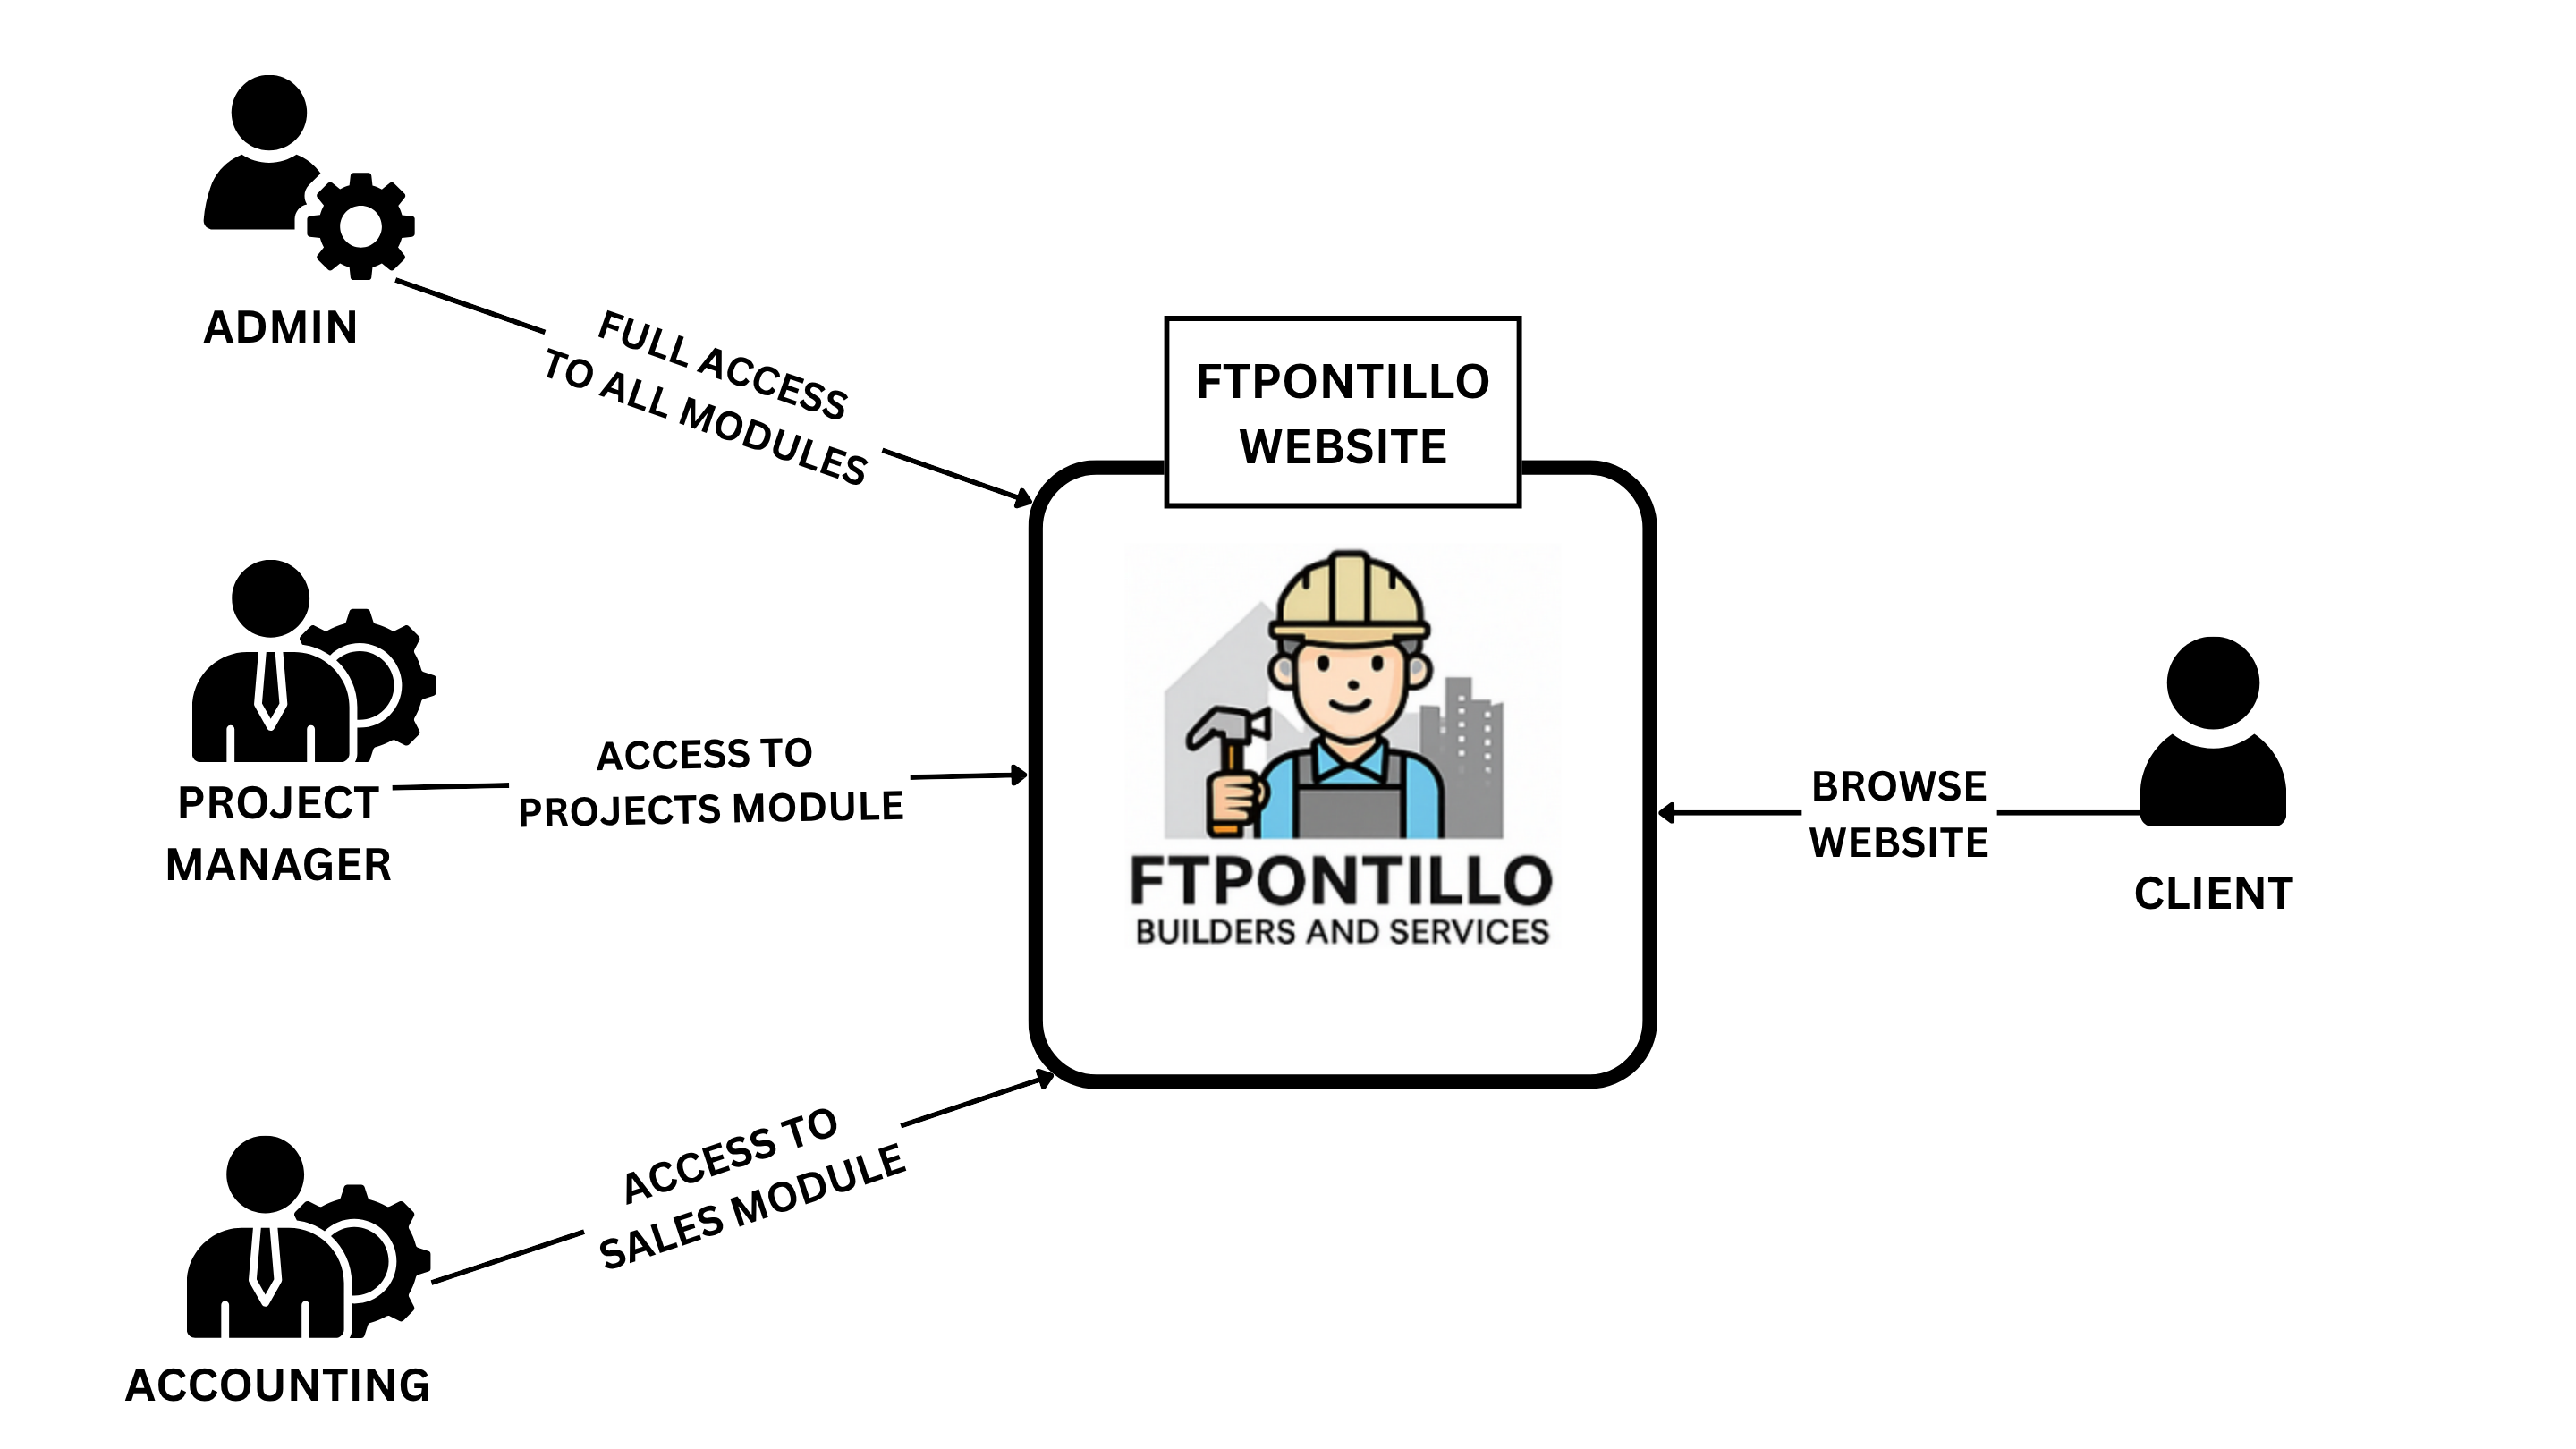 ADMIN
FULL ACCESS
TO ALL MODULES
FTPONTILLO
WEBSITE
PROJECT
MANAGER
ACCESS TO
PROJECTS MODULE
FTPONTILLO
BUILDERS AND SERVICES
BROWSE
WEBSITE
CLIENT
ACCESS TO
SALES MODULE
ACCOUNTING